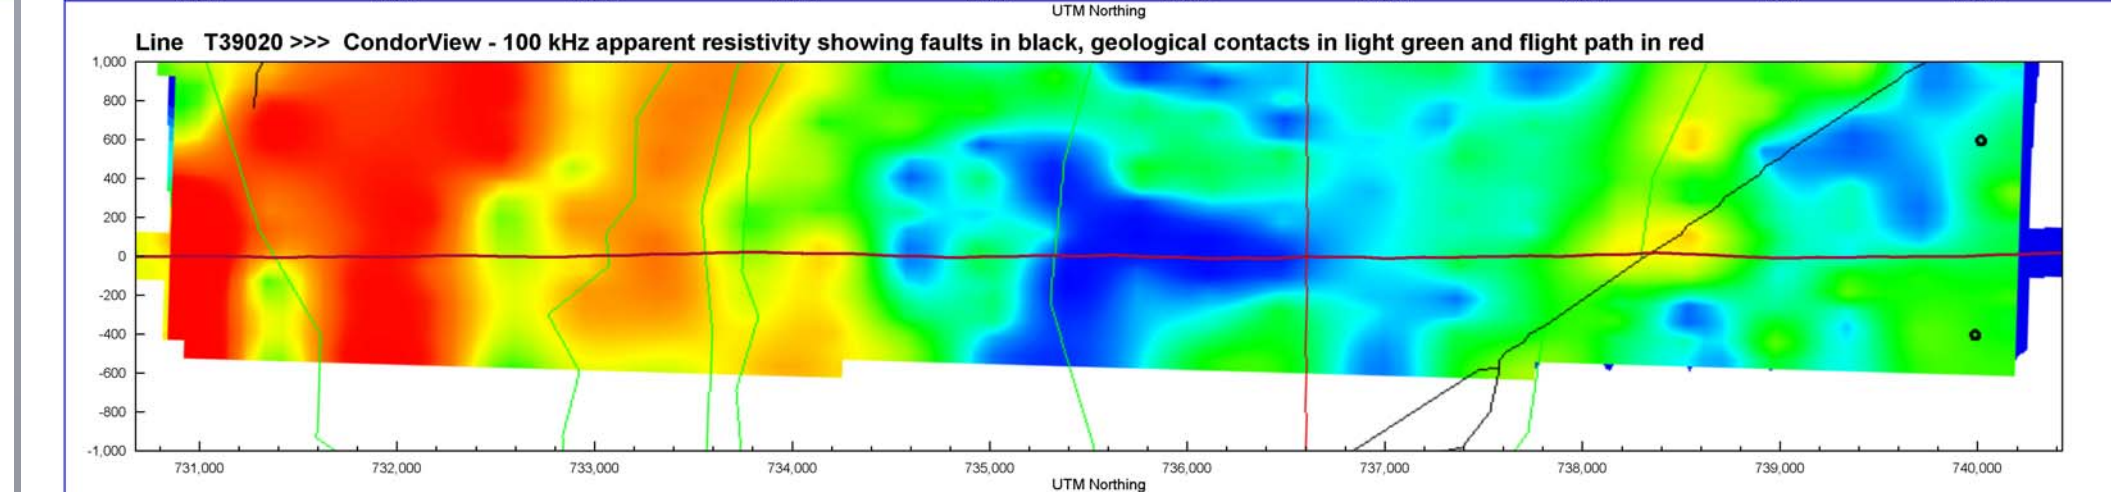 UTM Northing
Line T39020 >>> CondorView - 100 kHz apparent resistivity showing faults in black, geological contacts in light green and flight path in red
1,000
800
600
400
200
0
-200
-400
-600
-800
-1,000
731,000 732,000 733,000 734,000 735,000 736,000 737,000 738,000 739,000 740,000
UTM Northing